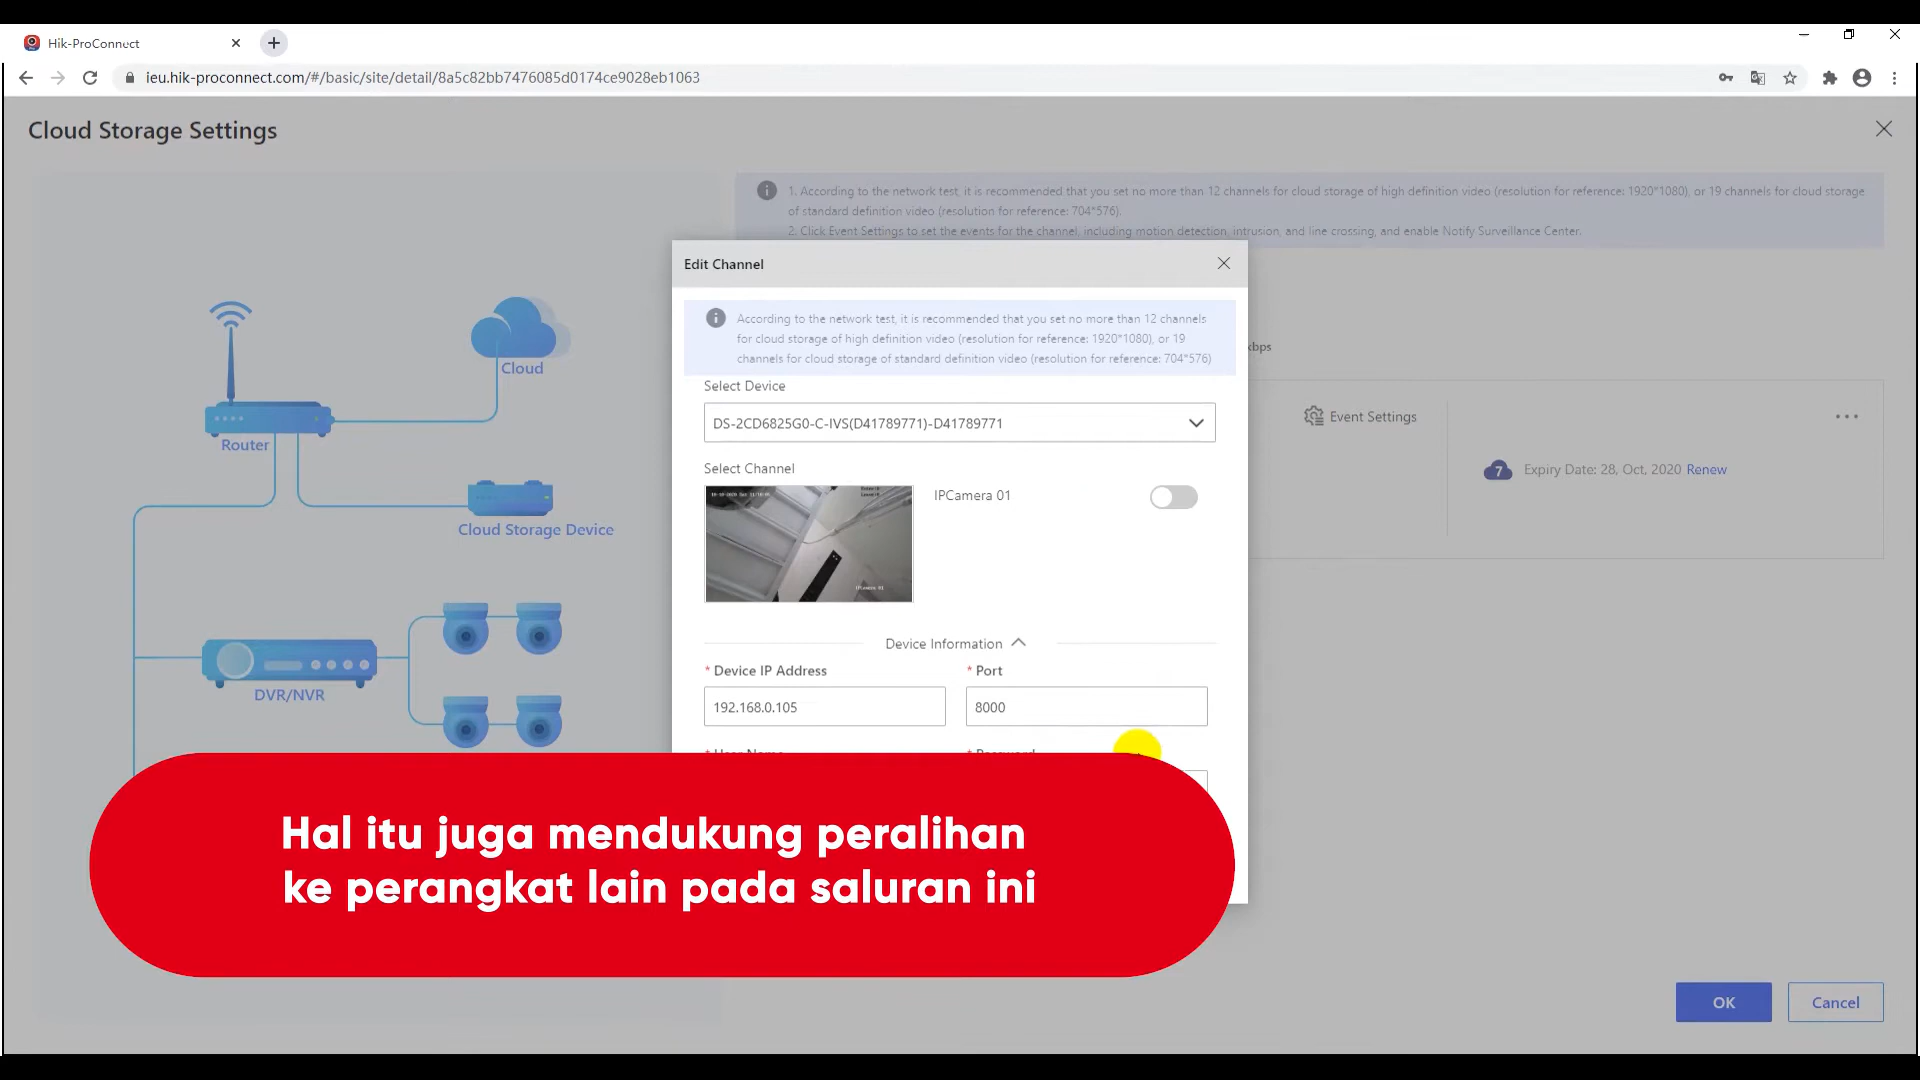 Hik-ProConnect
ieu.hik-proconnect.com/#/basic/site/detail/8a5c82bb7476085d0174ce9028eb1063
Cloud Storage Settings
1. According to the network test, it is recommended that you set no more than 12 channels for cloud storage of high definition video (resolution for reference: 1920*1080), or 19 channels for cloud storage
of standard definition video (resolution for reference: 704*576).
2. Click Event Settings to set the events for the channel, including motion detection, intrusion, and line crossing, and enable Notify Surveillance Center.
Cloud
Router
Cloud Storage Device
DVR/NVR
kbps
Event Settings
7
Expiry Date: 28, Oct, 2020 Renew
Edit Channel
According to the network test, it is recommended that you set no more than 12 channels
for cloud storage of high definition video (resolution for reference: 1920*1080), or 19
channels for cloud storage of standard definition video (resolution for reference: 704*576)
Select Device
DS-2CD6825G0-C-IVS(D41789771)-D41789771
Select Channel
IPCamera 01
IPCamera 01
Device Information
* Device IP Address
* Port
192.168.0.105
8000
* User Name
* Password
Hal itu juga mendukung peralihan
ke perangkat lain pada saluran ini
OK
Cancel